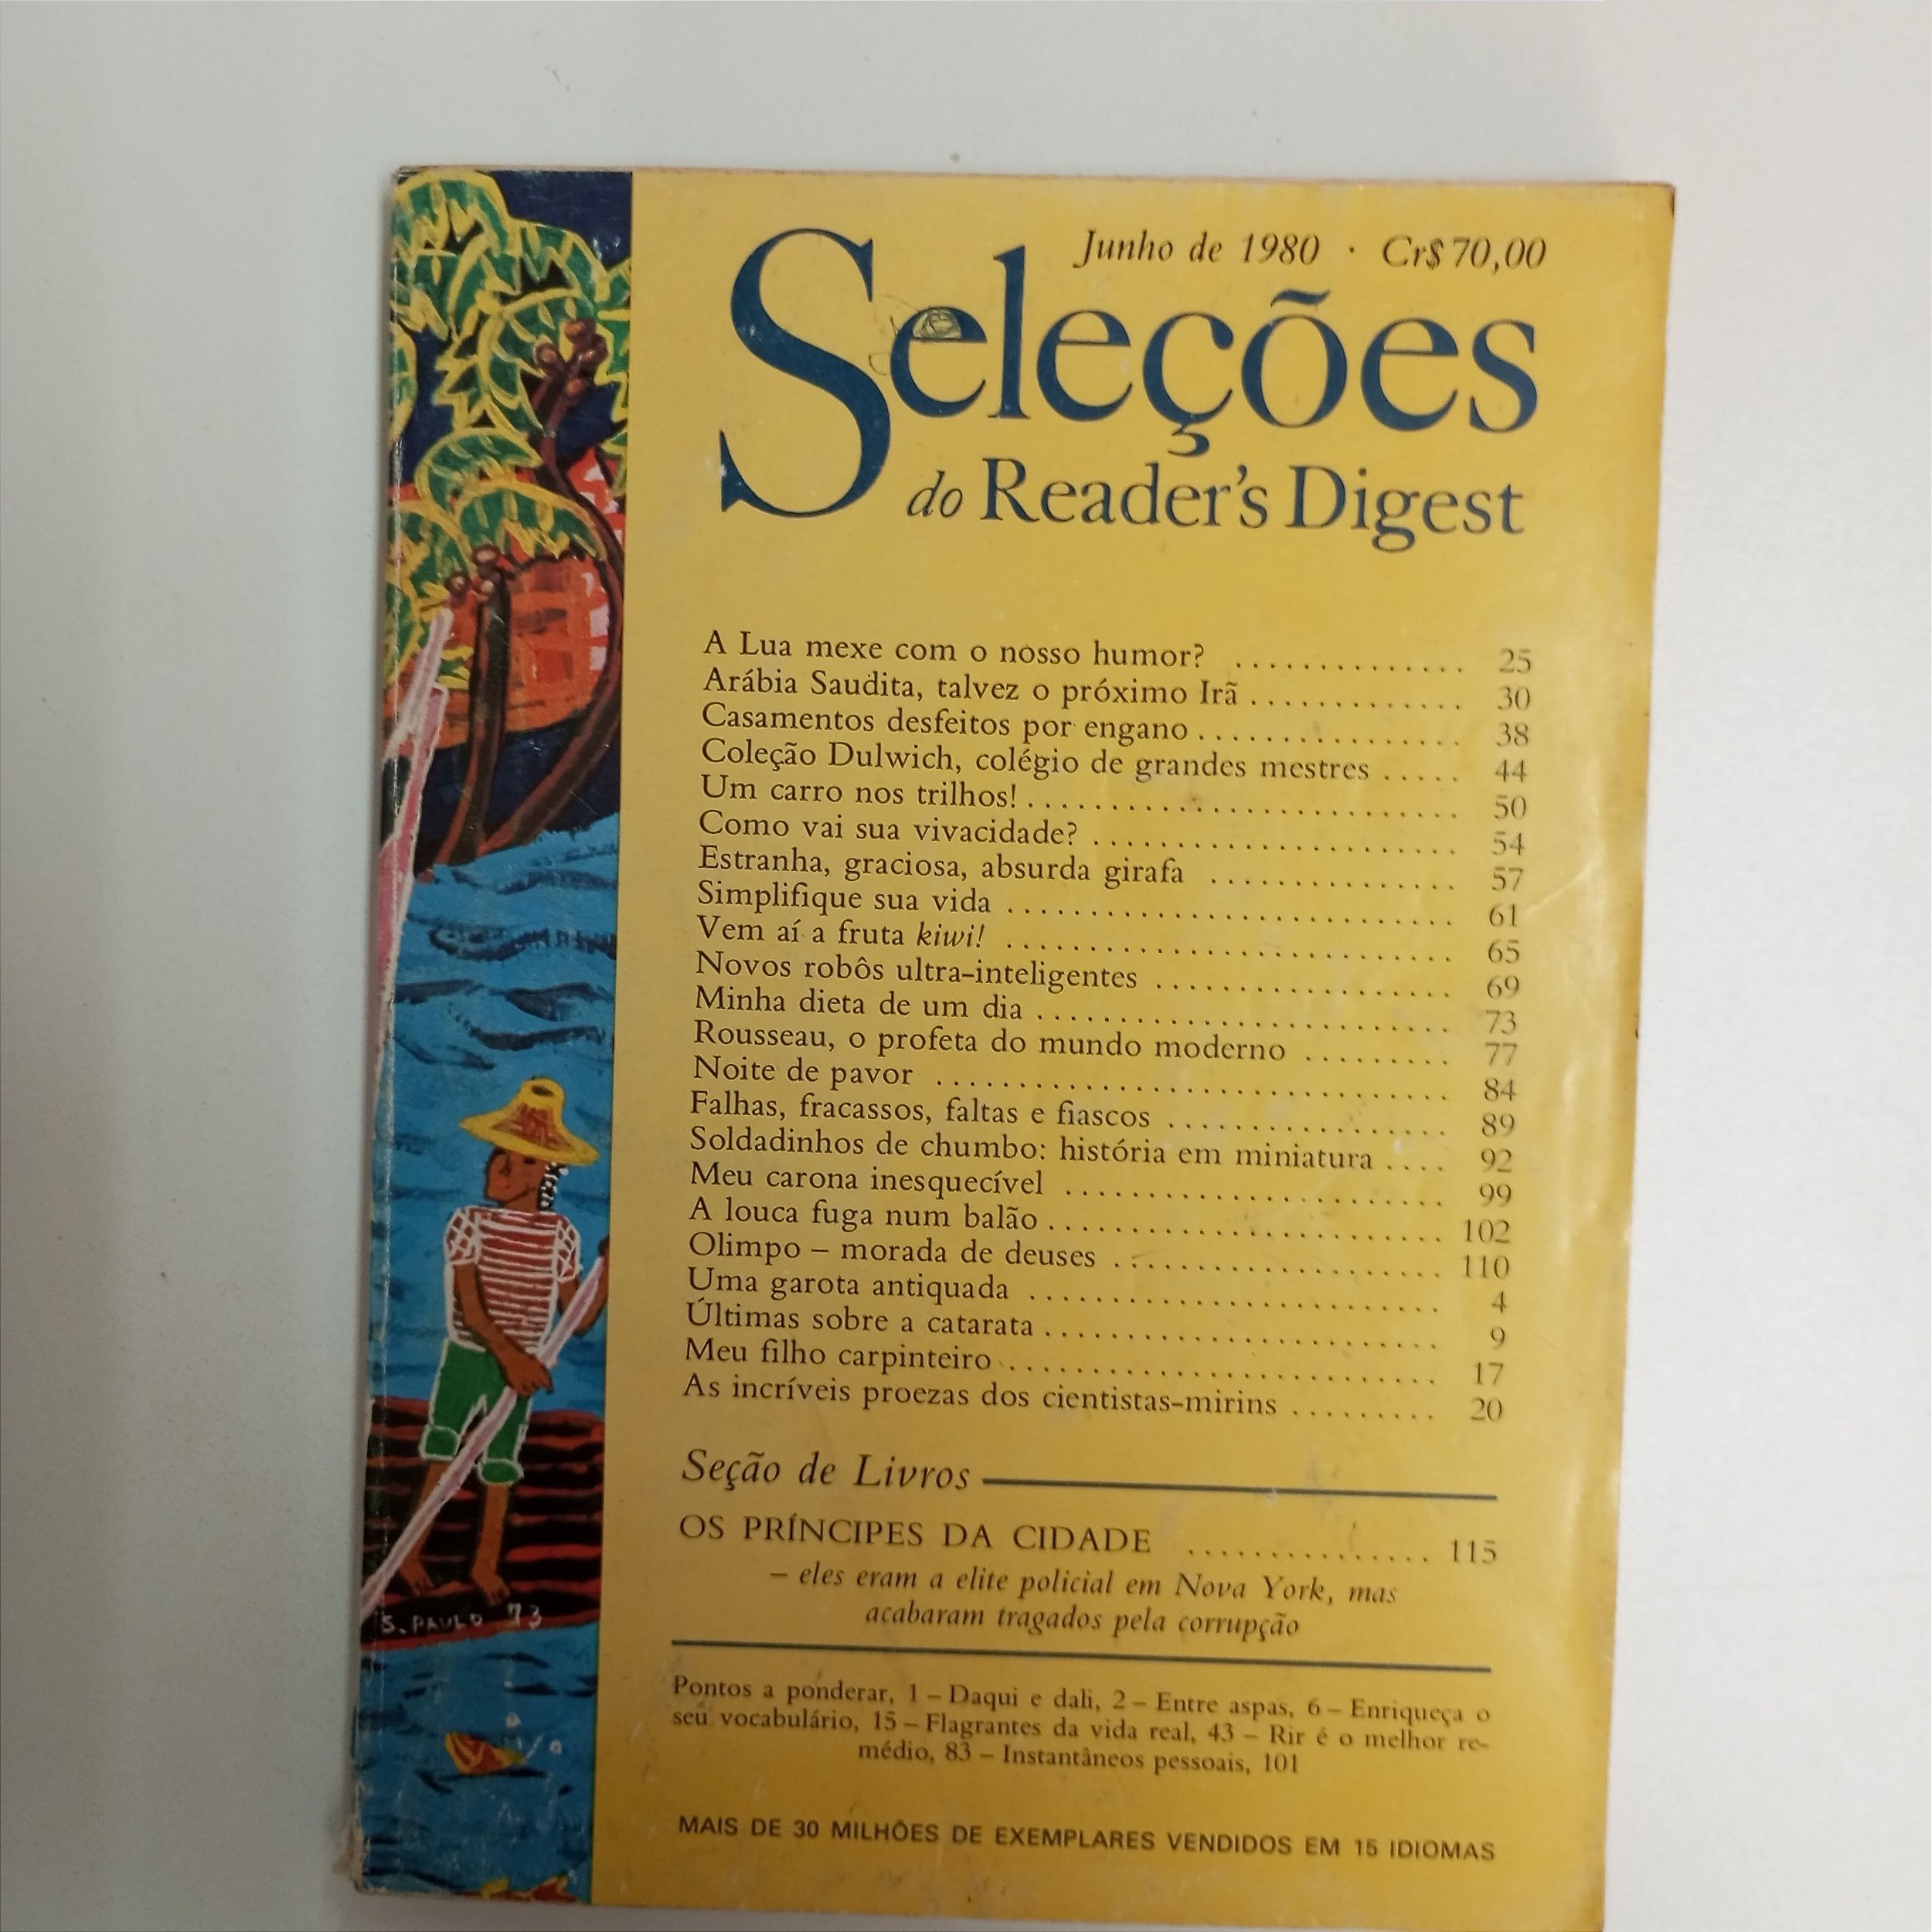 Junho de 1980 · Cr$ 70,00
Seleções
do Reader's Digest
A Lua mexe com o nosso humor? .............. 25
Arábia Saudita, talvez o próximo Irã ............. 30
Casamentos desfeitos por engano ................ 38
Coleção Dulwich, colégio de grandes mestres ..... 44
Um carro nos trilhos! .......................... 50
Como vai sua vivacidade? ...................... 54
Estranha, graciosa, absurda girafa ............... 57
Simplifique sua vida ........................... 61
Vem aí a fruta kiwi! ........................... 65
Novos robôs ultra-inteligentes .................. 69
Minha dieta de um dia ......................... 73
Rousseau, o profeta do mundo moderno ......... 77
Noite de pavor ............................... 84
Falhas, fracassos, faltas e fiascos ................. 89
Soldadinhos de chumbo: história em miniatura .... 92
Meu carona inesquecível ....................... 99
A louca fuga num balão ........................ 102
Olimpo – morada de deuses .................... 110
Uma garota antiquada ......................... 4
Últimas sobre a catarata ........................ 9
Meu filho carpinteiro .......................... 17
As incríveis proezas dos cientistas-mirins ......... 20
Seção de Livros
OS PRÍNCIPES DA CIDADE ............... 115
– eles eram a elite policial em Nova York, mas
acabaram tragados pela corrupção
S. PAULO 73
Pontos a ponderar, 1 – Daqui e dali, 2 – Entre aspas, 6 – Enriqueça o
seu vocabulário, 15 – Flagrantes da vida real, 43 – Rir é o melhor re-
médio, 83 – Instantâneos pessoais, 101
MAIS DE 30 MILHÕES DE EXEMPLARES VENDIDOS EM 15 IDIOMAS